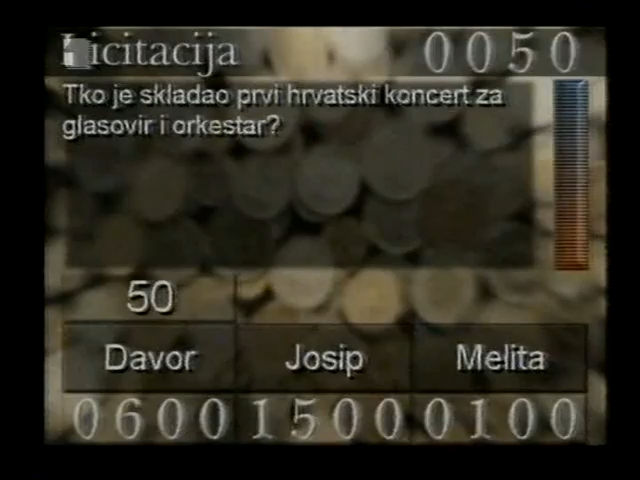 Licitacija 0050
Tko je skladao prvi hrvatski koncert za
glasovir i orkestar?
50
Davor Josip Melita
0600 1500 0100